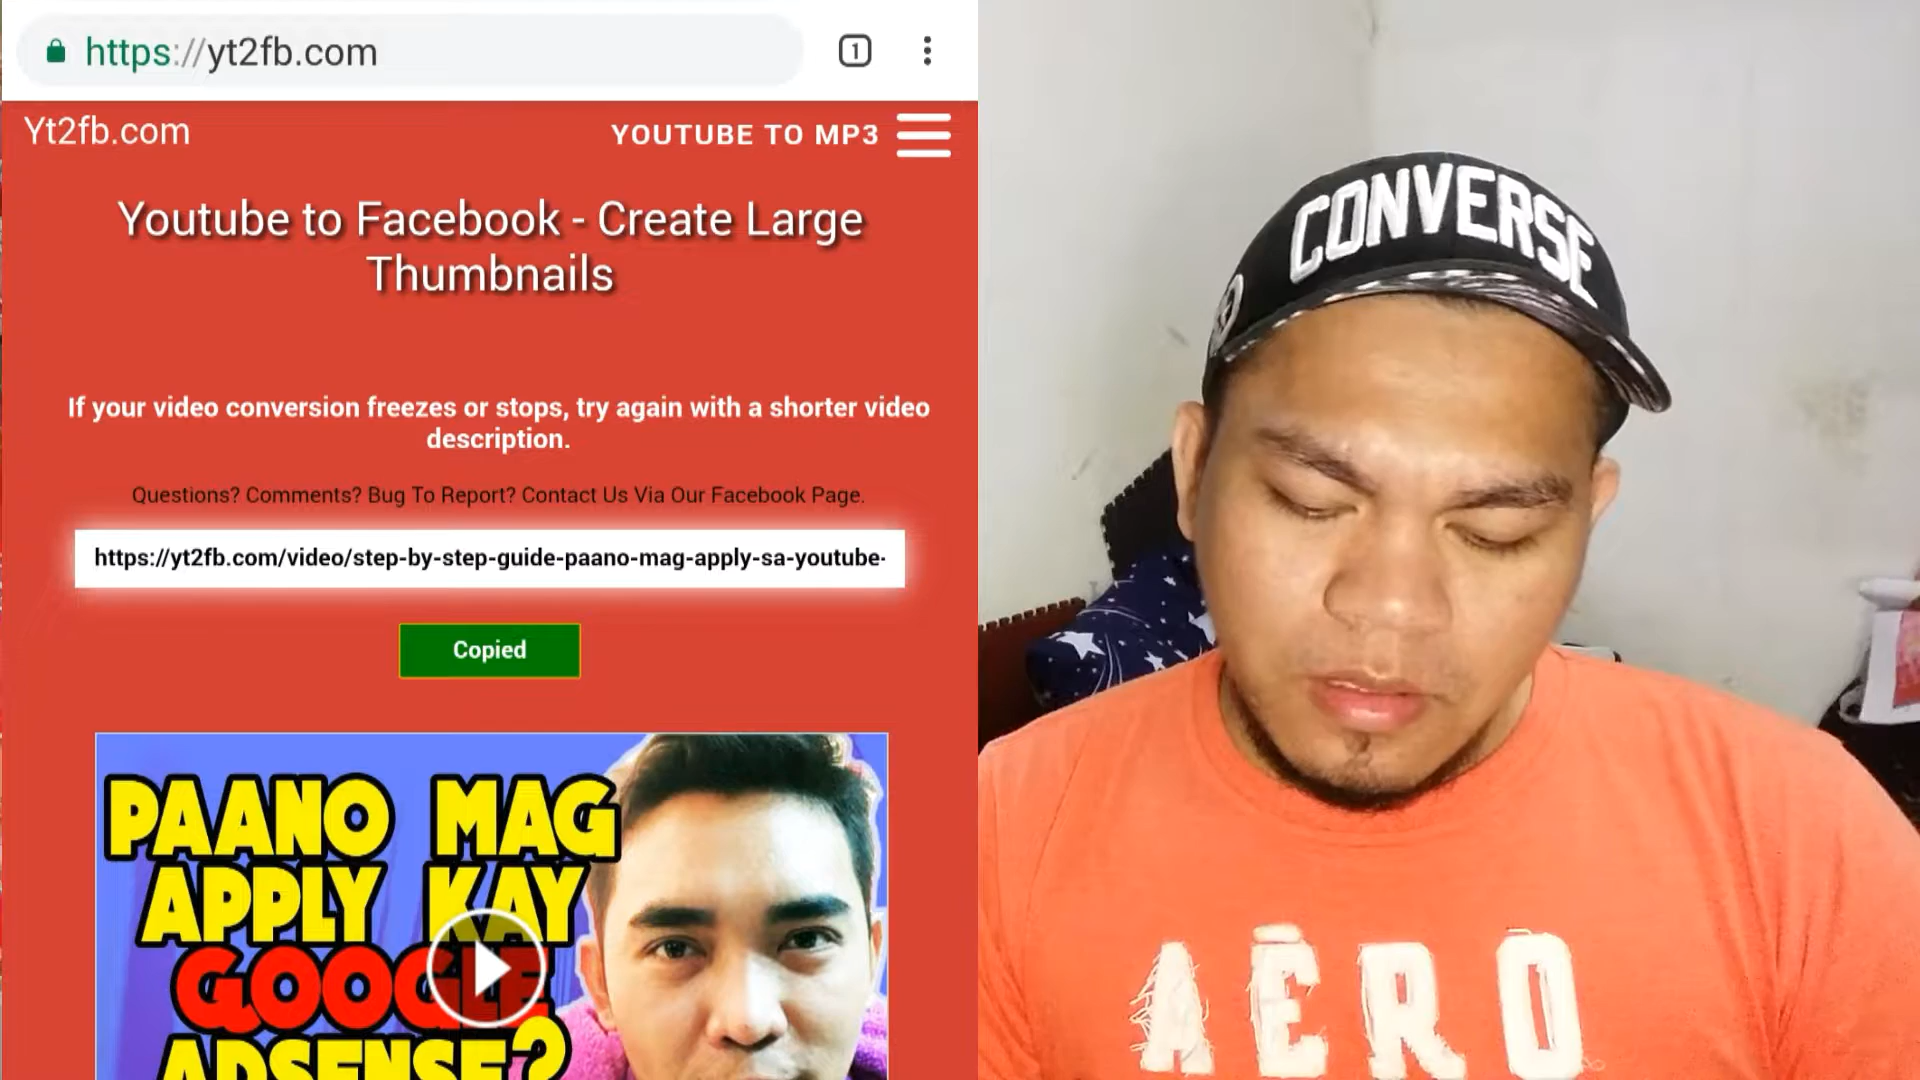 https://yt2fb.com
1
Yt2fb.com
YOUTUBE TO MP3
Youtube to Facebook - Create Large
Thumbnails
If your video conversion freezes or stops, try again with a shorter video
description.
Questions? Comments? Bug To Report? Contact Us Via Our Facebook Page.
https://yt2fb.com/video/step-by-step-guide-paano-mag-apply-sa-youtube-
Copied
PAANO MAG
APPLY KAY
GOOGLE
ADSENSE?
CONVERSE
AERO